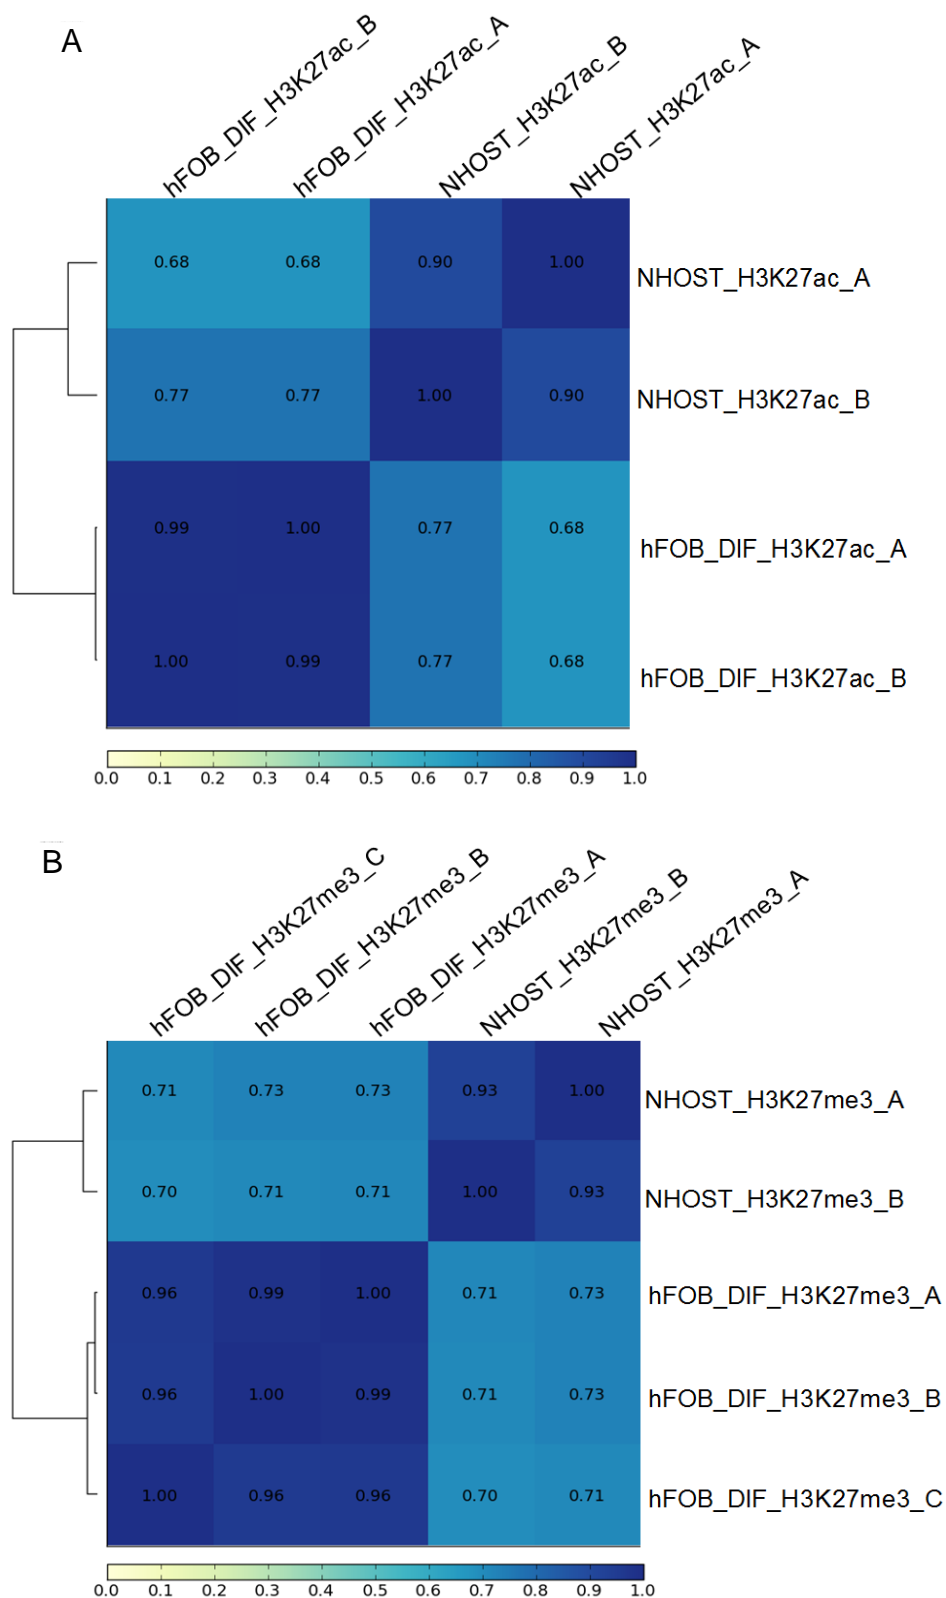 A
hFOB_DIF_H3K27ac_B
hFOB_DIF_H3K27ac_A
NHOST_H3K27ac_B
NHOST_H3K27ac_A
0.68 0.68 0.90 1.00 NHOST_H3K27ac_A
0.77 0.77 1.00 0.90 NHOST_H3K27ac_B
0.99 1.00 0.77 0.68 hFOB_DIF_H3K27ac_A
1.00 0.99 0.77 0.68 hFOB_DIF_H3K27ac_B
0.0 0.1 0.2 0.3 0.4 0.5 0.6 0.7 0.8 0.9 1.0
B
hFOB_DIF_H3K27me3_C
hFOB_DIF_H3K27me3_B
hFOB_DIF_H3K27me3_A
NHOST_H3K27me3_B
NHOST_H3K27me3_A
0.71 0.73 0.73 0.93 1.00 NHOST_H3K27me3_A
0.70 0.71 0.71 1.00 0.93 NHOST_H3K27me3_B
0.96 0.99 1.00 0.71 0.73 hFOB_DIF_H3K27me3_A
0.96 1.00 0.99 0.71 0.73 hFOB_DIF_H3K27me3_B
1.00 0.96 0.96 0.70 0.71 hFOB_DIF_H3K27me3_C
0.0 0.1 0.2 0.3 0.4 0.5 0.6 0.7 0.8 0.9 1.0